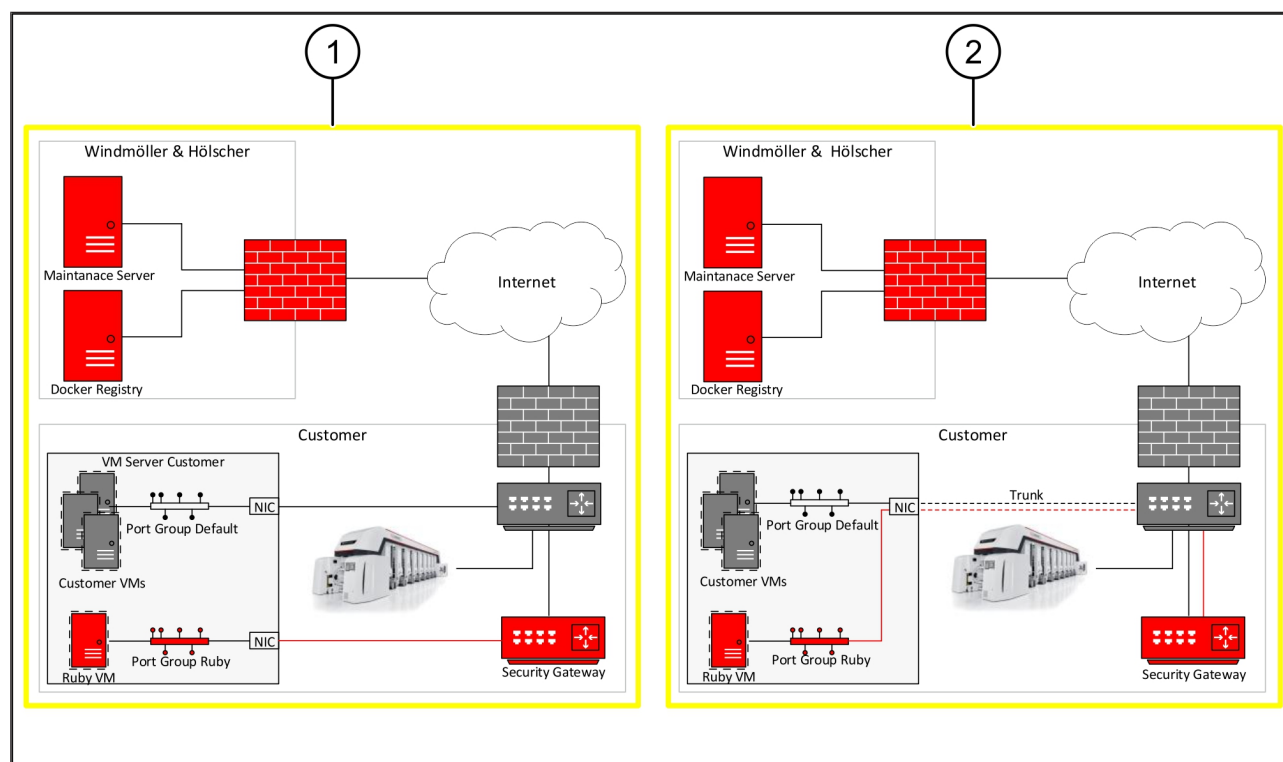 1
Windmöller & Hölscher
Maintanace Server
Internet
Docker Registry
Customer
VM Server Customer
NIC
Port Group Default
Customer VMs
NIC
Port Group Ruby
Ruby VM
Security Gateway
2
Windmöller & Hölscher
Maintanace Server
Internet
Docker Registry
Customer
Trunk
NIC
Port Group Default
Customer VMs
Port Group Ruby
Ruby VM
Security Gateway